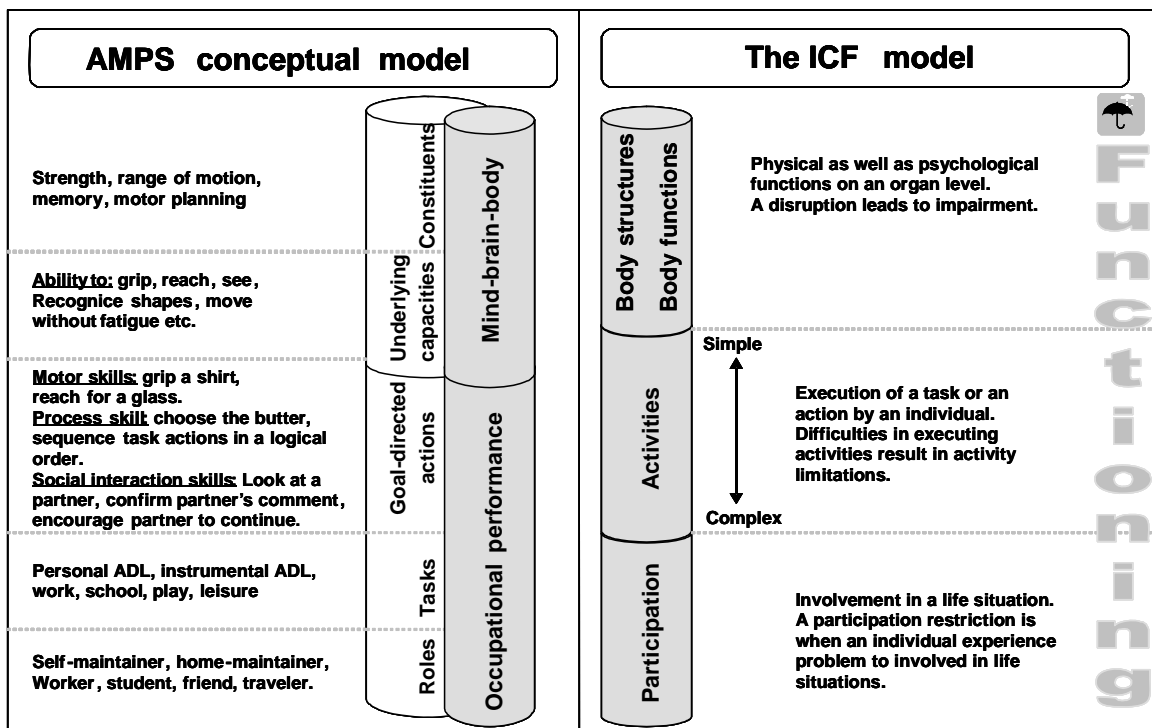 AMPS conceptual model
Strength, range of motion,
memory, motor planning
Ability to: grip, reach, see,
Recognice shapes, move
without fatigue etc.
Motor skills: grip a shirt,
reach for a glass.
Process skill: choose the butter,
sequence task actions in a logical
order.
Social interaction skills: Look at a
partner, confirm partner's comment,
encourage partner to continue.
Personal ADL, instrumental ADL,
work, school, play, leisure
Self-maintainer, home-maintainer,
Worker, student, friend, traveler.
Constituents
Underlying
capacities
Goal-directed
actions
Tasks
Roles
Mind-brain-body
Occupational performance
The ICF model
Body structures
Body functions
Activities
Participation
Simple
Complex
Physical as well as psychological
functions on an organ level.
A disruption leads to impairment.
Execution of a task or an
action by an individual.
Difficulties in executing
activities result in activity
limitations.
Involvement in a life situation.
A participation restriction is
when an individual experience
problem to involved in life
situations.
Functioning